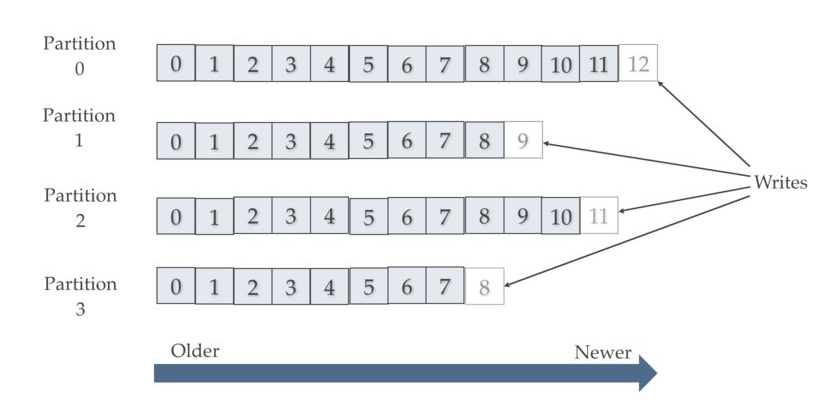 Partition
0
0 1 2 3 4 5 6 7 8 9 10 11 12
Partition
1
0 1 2 3 4 5 6 7 8 9
Writes
Partition
2
0 1 2 3 4 5 6 7 8 9 10 11
Partition
3
0 1 2 3 4 5 6 7 8
Older
Newer